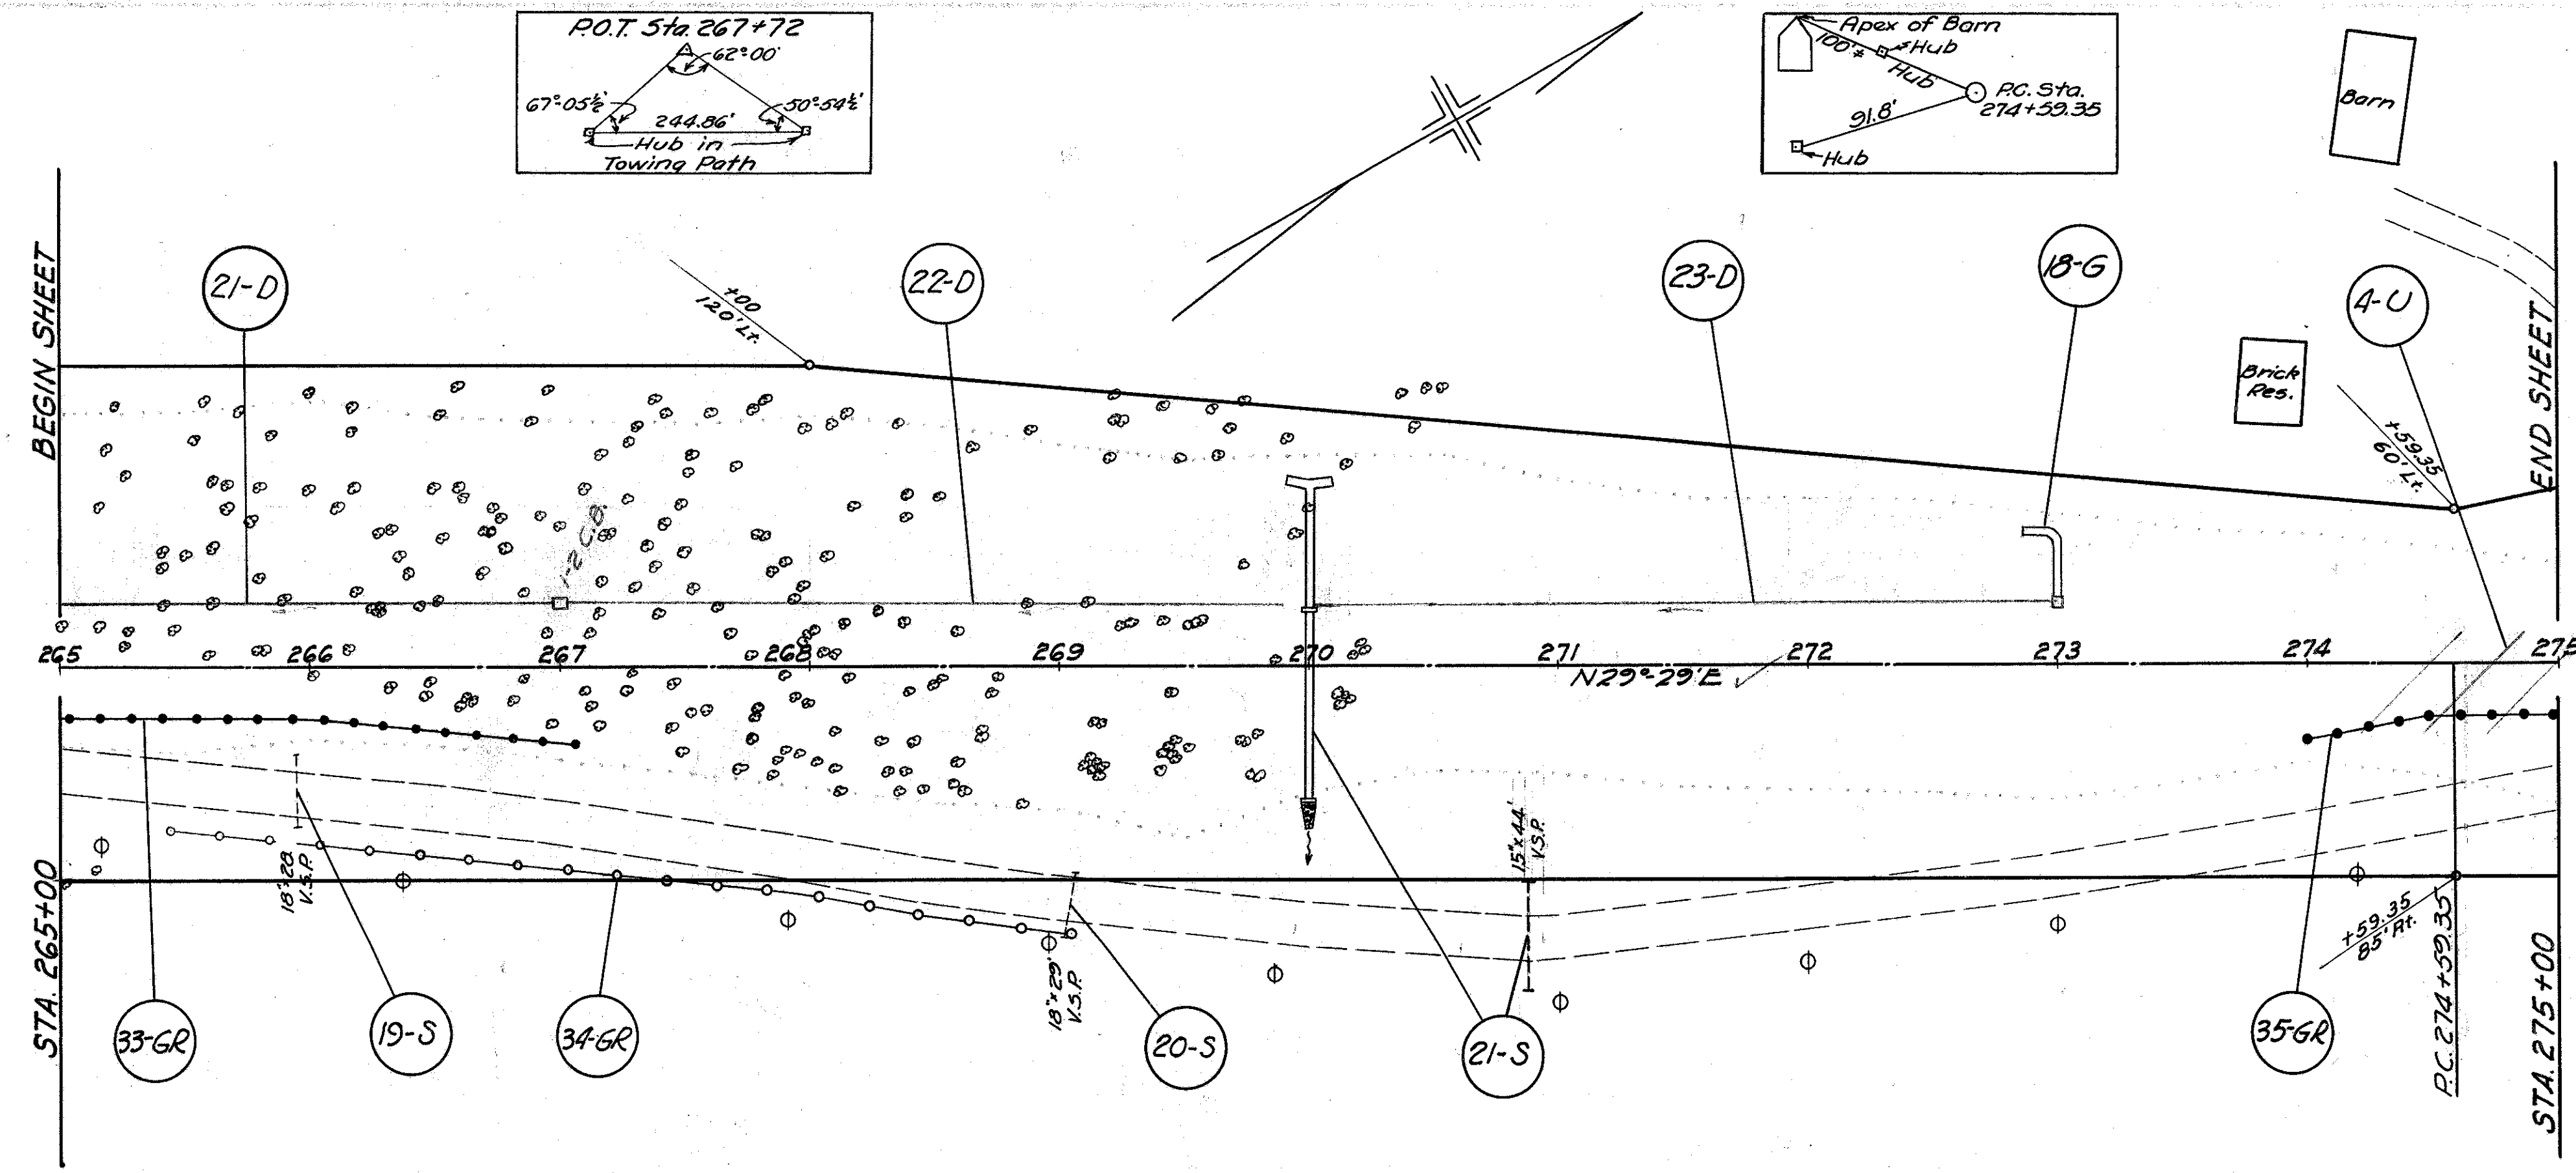 P.O.T. Sta. 267+72
62°-00'
67°-05½'
50°-54½'
244.86'
Hub in
Towing Path
Apex of Barn
100'±
Hub
Hub
P.C. Sta.
274+59.35
91.8'
Hub
Barn
BEGIN SHEET
21-D
+00
120' Lt.
22-D
23-D
18-G
4-U
Brick
Res.
+59.35
60' Lt.
END SHEET
1-2 C.B.
265
266
267
268
269
270
271
272
273
274
275
N29°-29'E
STA. 265+00
18"x28'
V.S.P.
18"x29'
V.S.P.
15"x44'
V.S.P.
+59.35
85' Rt.
P.C. 274+59.35
STA. 275+00
33-GR
19-S
34-GR
20-S
21-S
35-GR